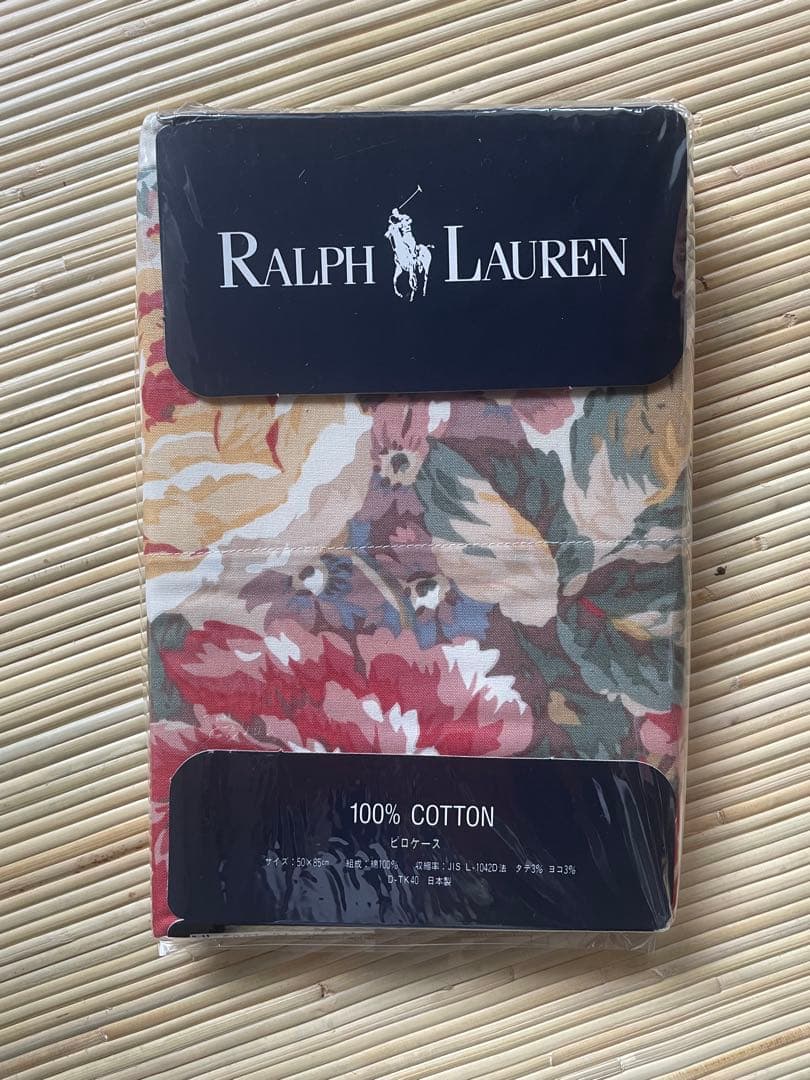 RALPH LAUREN
100% COTTON
ピロケース
サイズ:50×85cm 組成:綿100% 収縮率:JIS L-1042D法 タテ3% ヨコ3%
D-TK40 日本製